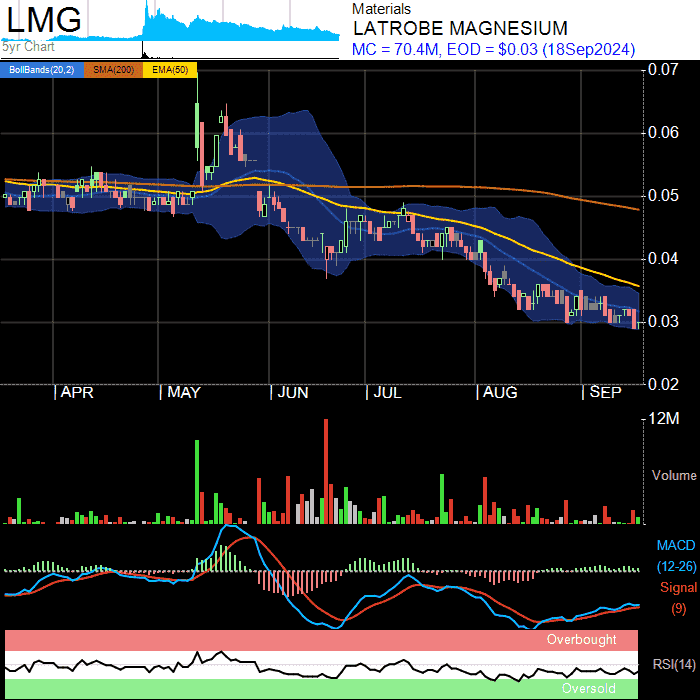 LMG
Materials
LATROBE MAGNESIUM
MC = 70.4M, EOD = $0.03 (18Sep2024)
5yr Chart
BollBands(20,2) SMA(200) EMA(50)
0.07
0.06
0.05
0.04
0.03
0.02
APR MAY JUN JUL AUG SEP
12M
Volume
MACD
(12-26)
Signal
(9)
Overbought
RSI(14)
Oversold